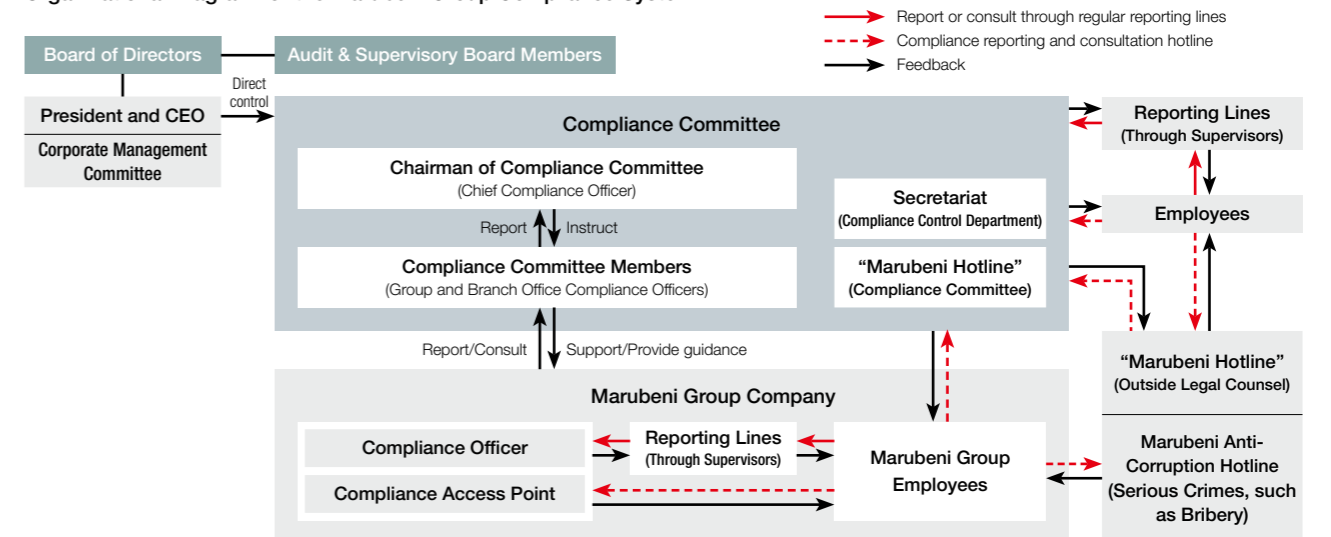 Report or consult through regular reporting lines
Compliance reporting and consultation hotline
Feedback
Board of Directors
Audit & Supervisory Board Members
Direct
control
President and CEO
Corporate Management
Committee
Compliance Committee
Chairman of Compliance Committee
(Chief Compliance Officer)
Report
Instruct
Compliance Committee Members
(Group and Branch Office Compliance Officers)
Secretariat
(Compliance Control Department)
“Marubeni Hotline”
(Compliance Committee)
Reporting Lines
(Through Supervisors)
Employees
Report/Consult
Support/Provide guidance
“Marubeni Hotline”
(Outside Legal Counsel)
Marubeni Anti-
Corruption Hotline
(Serious Crimes, such
as Bribery)
Marubeni Group Company
Compliance Officer
Compliance Access Point
Reporting Lines
(Through Supervisors)
Marubeni Group
Employees